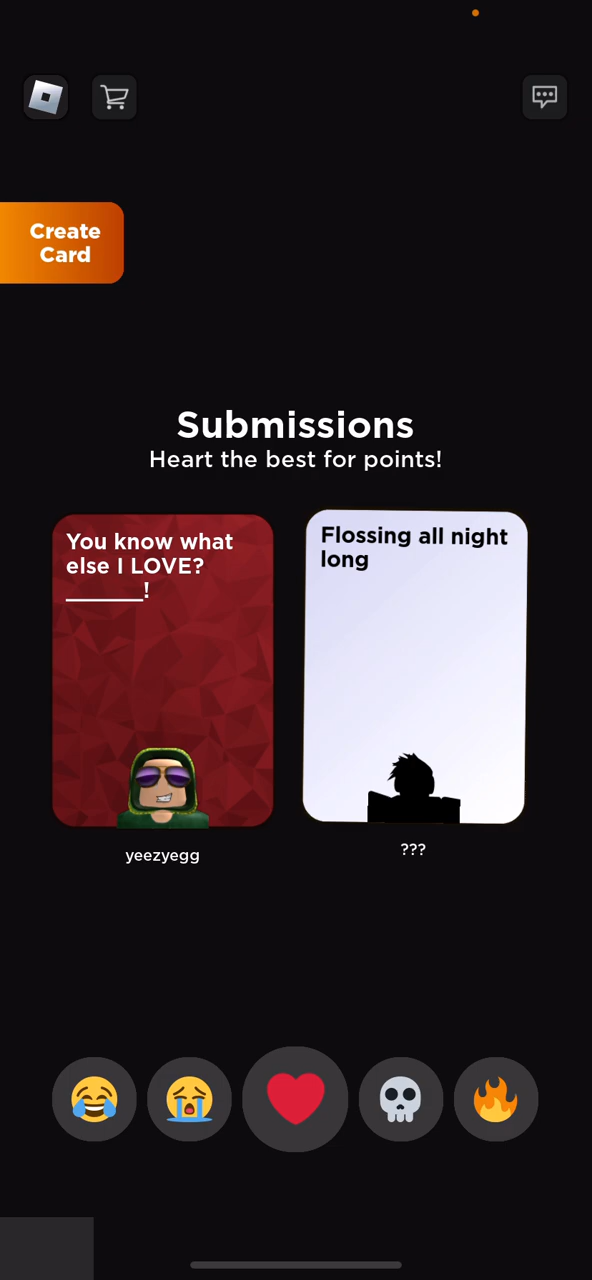 Create
Card
Submissions
Heart the best for points!
You know what
else I LOVE?
_______!
Flossing all night
long
yeezyegg
???